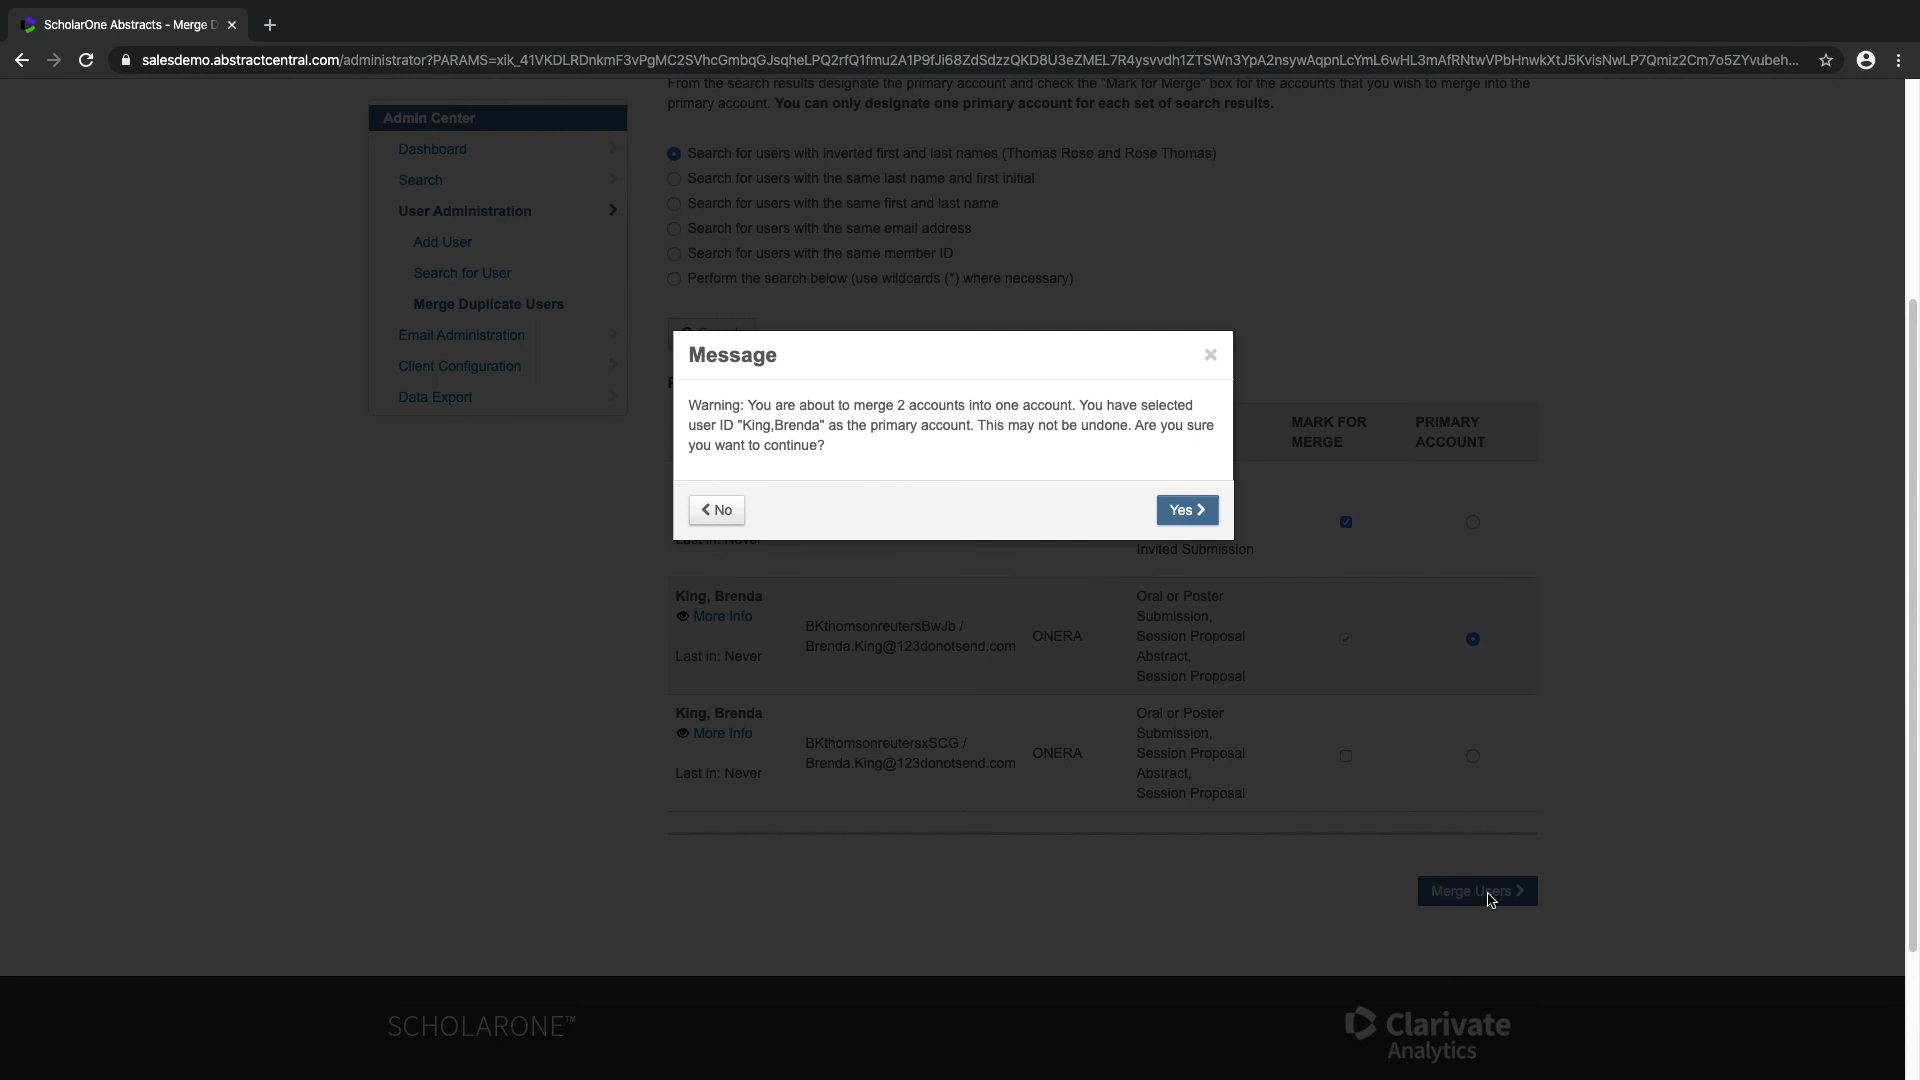 ScholarOne Abstracts - Merge D
salesdemo.abstractcentral.com/administrator?PARAMS=xik_41VKDLRDnkmF3vPgMC2SVhcGmbqGJsqheLPQ2rfQ1fmu2A1P9fJi68ZdSdzzQKD8U3eZMEL7R4ysvvdh1ZTSWn3YpA2nsywAqpnLcYmL6wHL3mAfRNtwVPbHnwkXtJ5KvisNwLP7Qmiz2Cm7o5ZYvubeh...
From the search results designate the primary account and check the "Mark for Merge" box for the accounts that you wish to merge into the
primary account. You can only designate one primary account for each set of search results.
Admin Center
Dashboard
Search
User Administration
Add User
Search for User
Merge Duplicate Users
Email Administration
Client Configuration
Data Export
Search for users with inverted first and last names (Thomas Rose and Rose Thomas)
Search for users with the same last name and first initial
Search for users with the same first and last name
Search for users with the same email address
Search for users with the same member ID
Perform the search below (use wildcards (*) where necessary)
Message
Warning: You are about to merge 2 accounts into one account. You have selected
user ID "King,Brenda" as the primary account. This may not be undone. Are you sure
you want to continue?
No
Yes
MARK FOR
MERGE
PRIMARY
ACCOUNT
Last in: Never
Invited Submission
King, Brenda
More Info
Last in: Never
BKthomsonreutersBwJb /
Brenda.King@123donotsend.com
ONERA
Oral or Poster
Submission,
Session Proposal
Abstract,
Session Proposal
King, Brenda
More Info
Last in: Never
BKthomsonreutersxSCG /
Brenda.King@123donotsend.com
ONERA
Oral or Poster
Submission,
Session Proposal
Abstract,
Session Proposal
Merge Users
SCHOLARONE™
Clarivate
Analytics